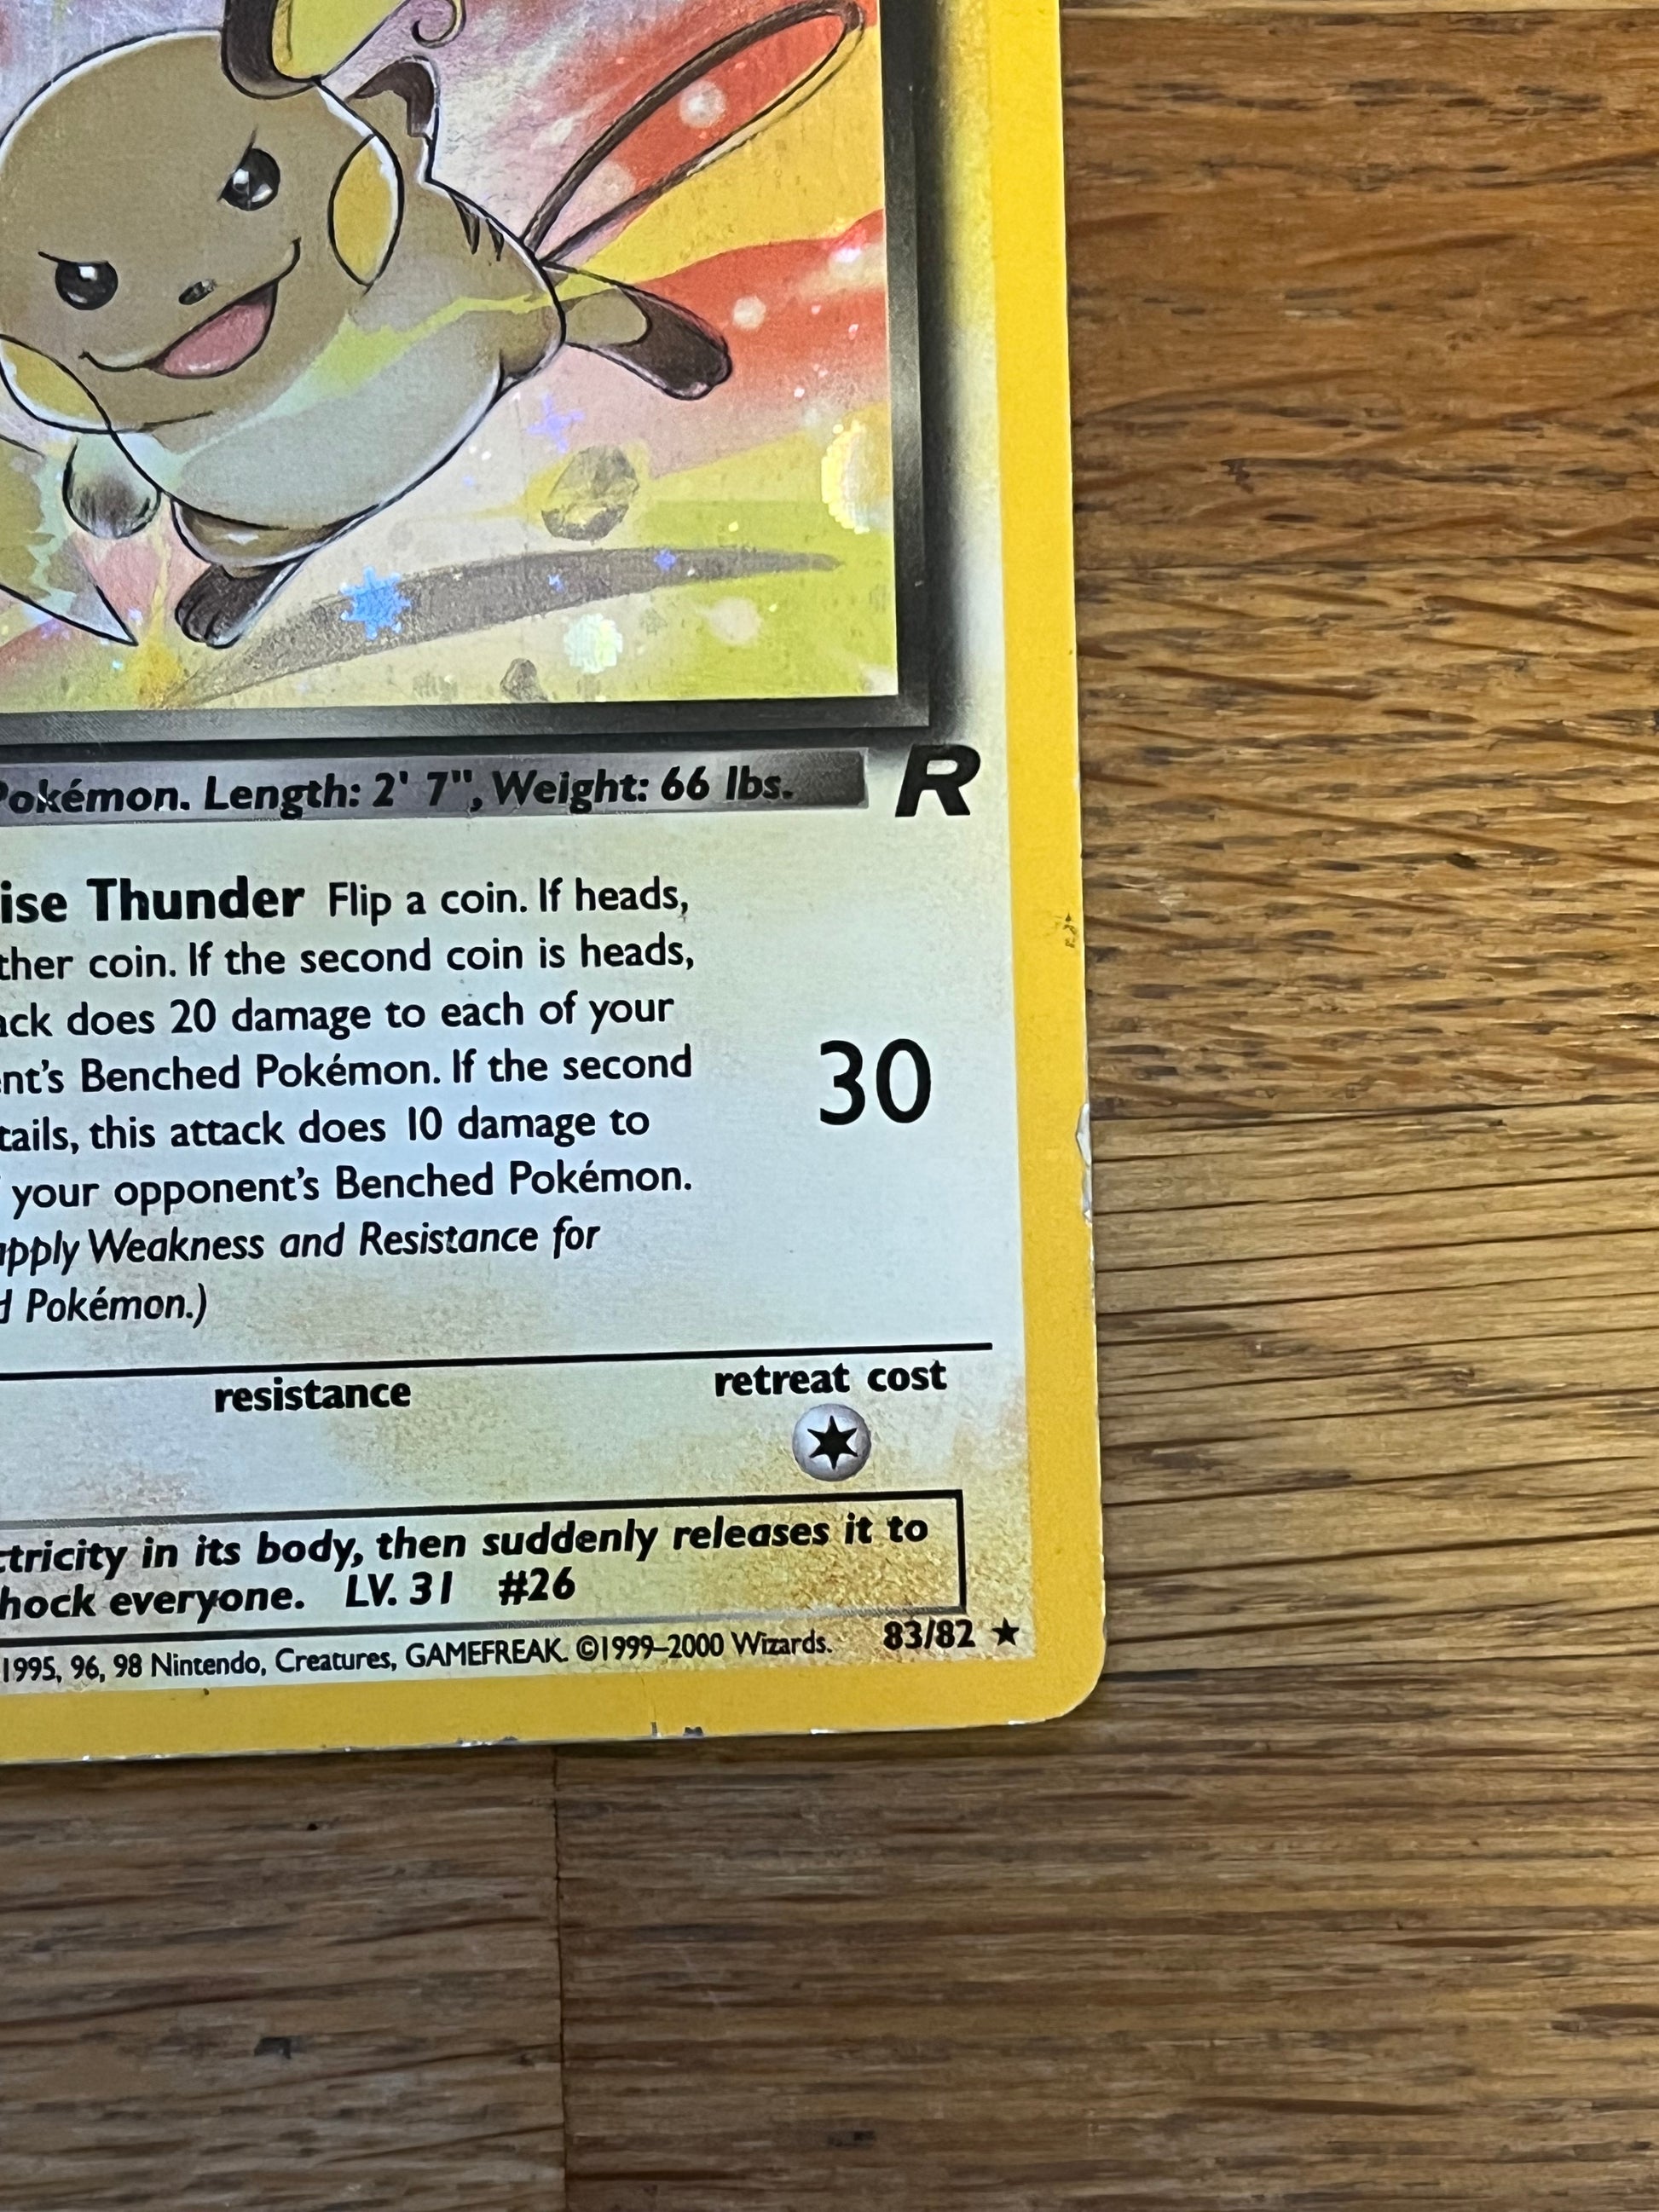 Pokémon. Length: 2' 7", Weight: 66 lbs.
R
ise Thunder Flip a coin. If heads,
ther coin. If the second coin is heads,
ack does 20 damage to each of your
nt's Benched Pokémon. If the second
tails, this attack does 10 damage to
your opponent's Benched Pokémon.
apply Weakness and Resistance for
d Pokémon.)
30
resistance
retreat cost
ctricity in its body, then suddenly releases it to
hock everyone. LV. 31 #26
1995, 96, 98 Nintendo, Creatures, GAMEFREAK. ©1999–2000 Wizards. 83/82 ★